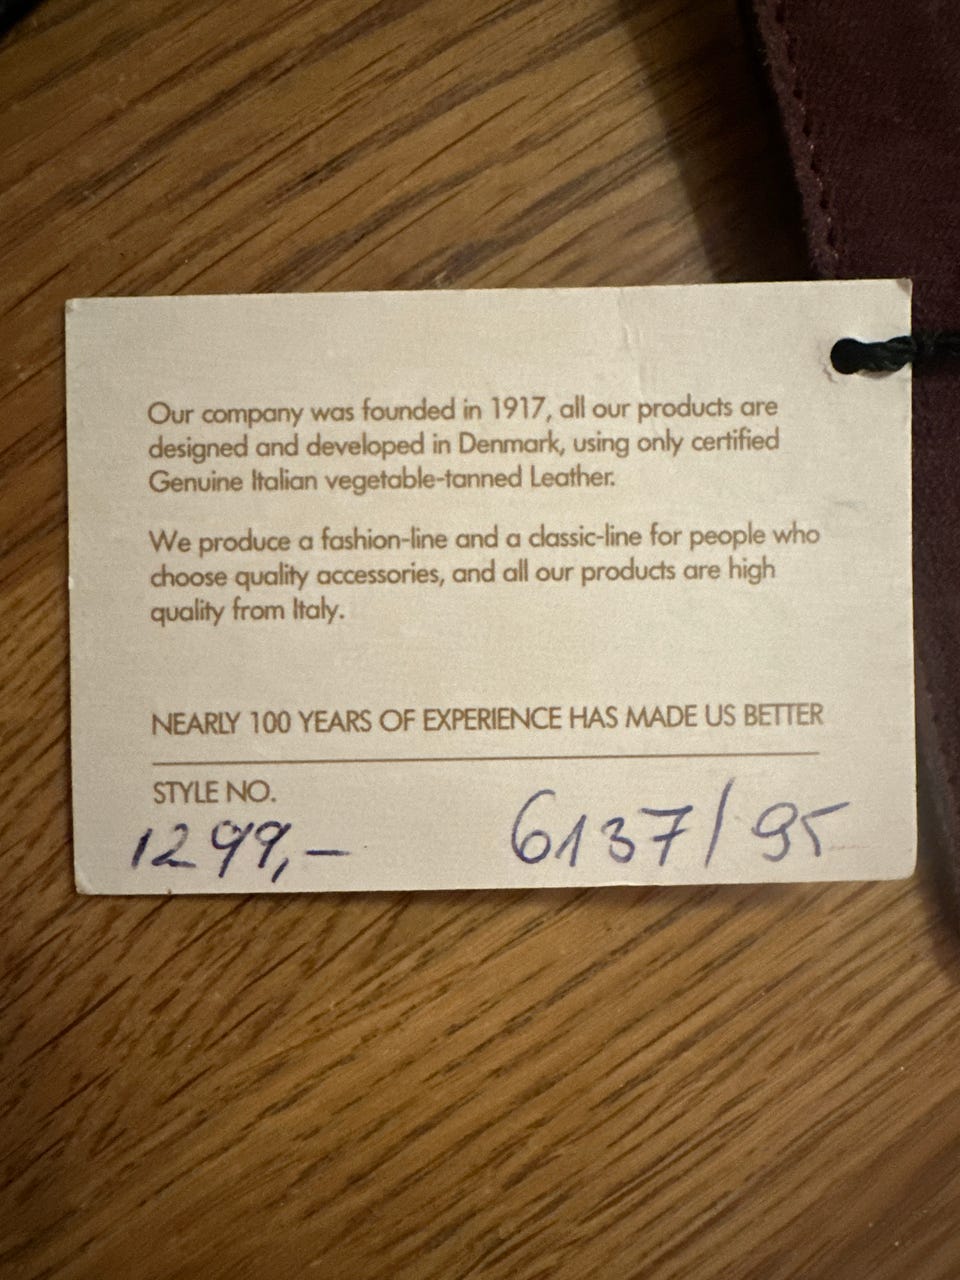 Our company was founded in 1917, all our products are
designed and developed in Denmark, using only certified
Genuine Italian vegetable-tanned Leather.
We produce a fashion-line and a classic-line for people who
choose quality accessories, and all our products are high
quality from Italy.
NEARLY 100 YEARS OF EXPERIENCE HAS MADE US BETTER
STYLE NO.
1299,- 6137/95